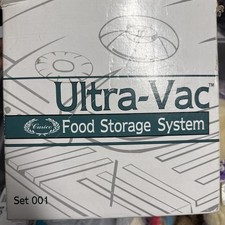 Ultra-Vac™
Food Storage System
Set 001